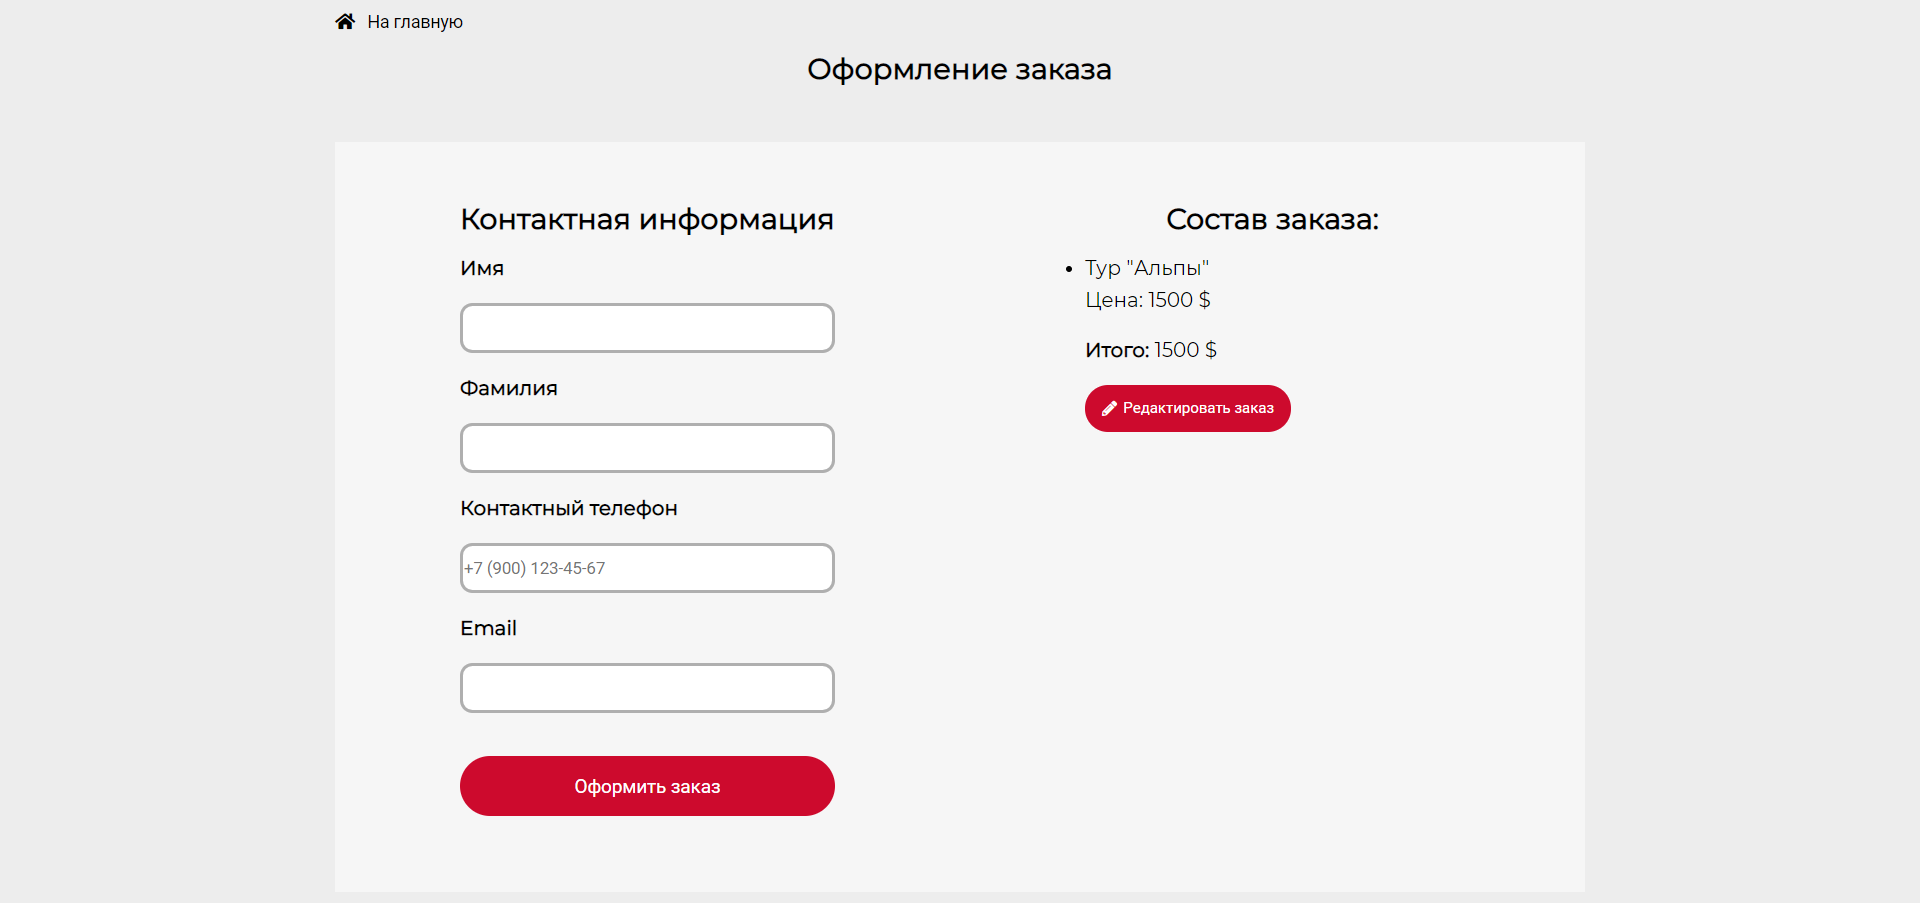 На главную
Оформление заказа
Контактная информация
Имя
Фамилия
Контактный телефон
+7 (900) 123-45-67
Email
Оформить заказ
Состав заказа:
Тур "Альпы"
Цена: 1500 $
Итого: 1500 $
Редактировать заказ